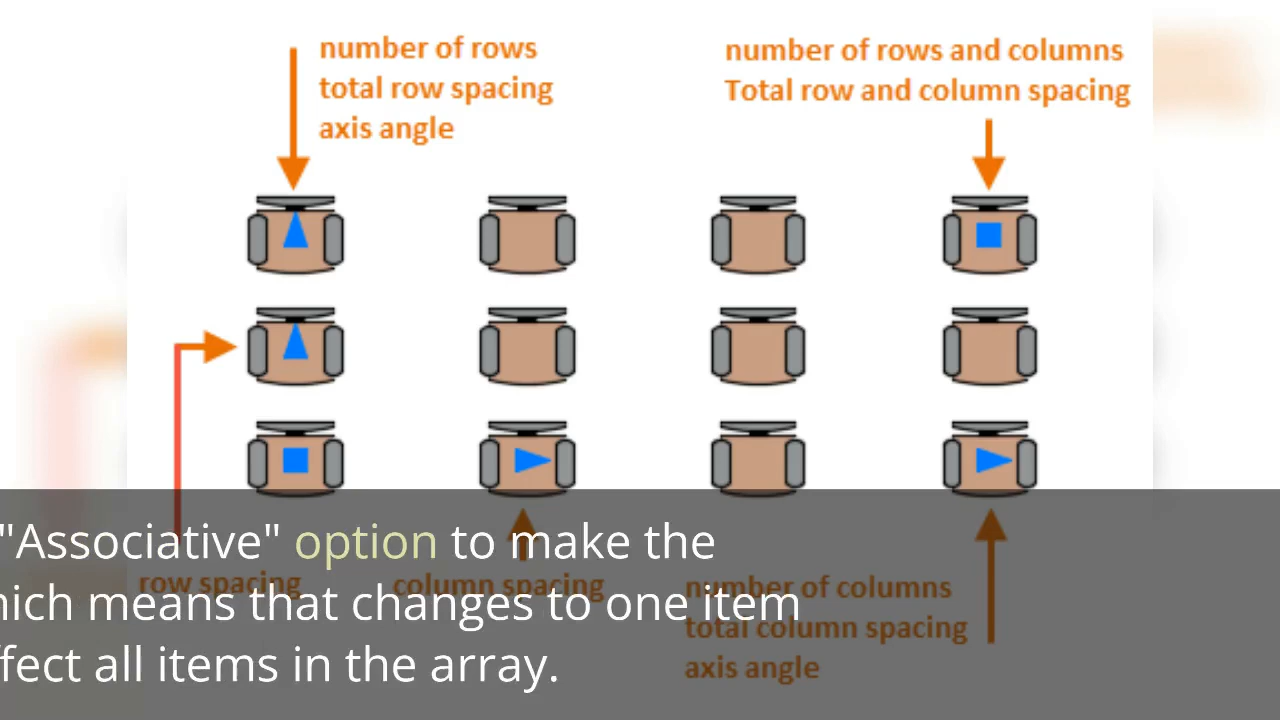 number of rows
total row spacing
axis angle
number of rows and columns
Total row and column spacing
row spacing
column spacing
number of columns
total column spacing
axis angle
"Associative" option to make the
means that changes to one item
all items in the array.